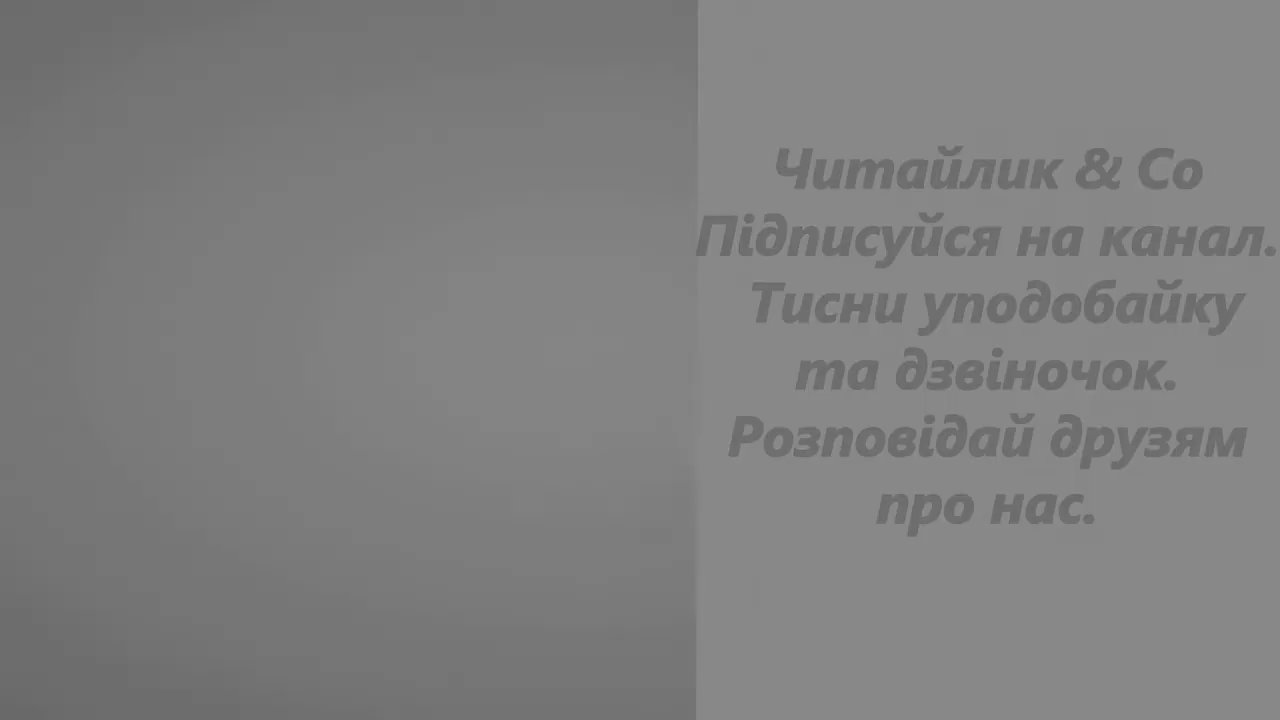 Читайлик & Co
Підписуйся на канал.
Тисни уподобайку
та дзвіночок.
Розповідай друзям
про нас.